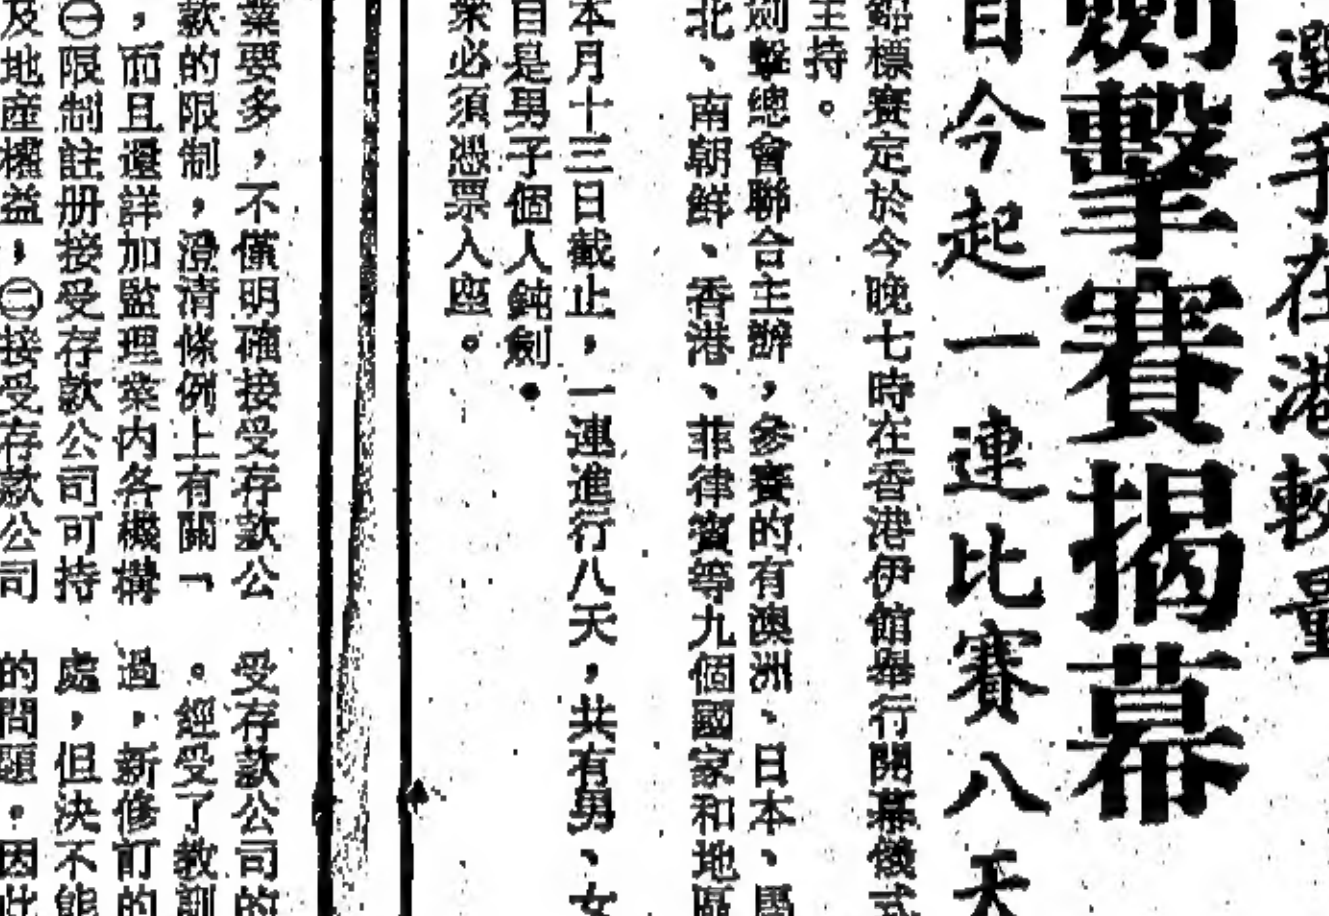 選手在港較量
劍擊賽揭幕
今起一連比賽八天
錦標賽定於今晚七時在香港伊館舉行開幕儀式
主持。
劍擊總會聯合主辦，參賽的有澳洲、日本、
北、南朝鮮、香港、菲律賓等九個國家和地區
本月十三日截止，一連進行八天，共有男、女
目是男子個人鈍劍。
眾必須憑票入座。
業要多，不僅明確接受存款公
款的限制，澄清條例上有關「
，而且還詳加監理業內各機構
㊀限制註册接受存款公司可持
及地產權益；㊁接受存款公司
受存款公司的
。經受了教訓
過，新修訂的
處，但決不能
的問題。因此